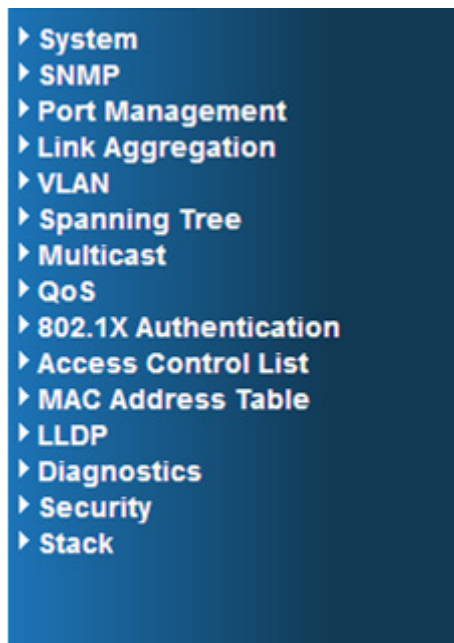 System
SNMP
Port Management
Link Aggregation
VLAN
Spanning Tree
Multicast
QoS
802.1X Authentication
Access Control List
MAC Address Table
LLDP
Diagnostics
Security
Stack